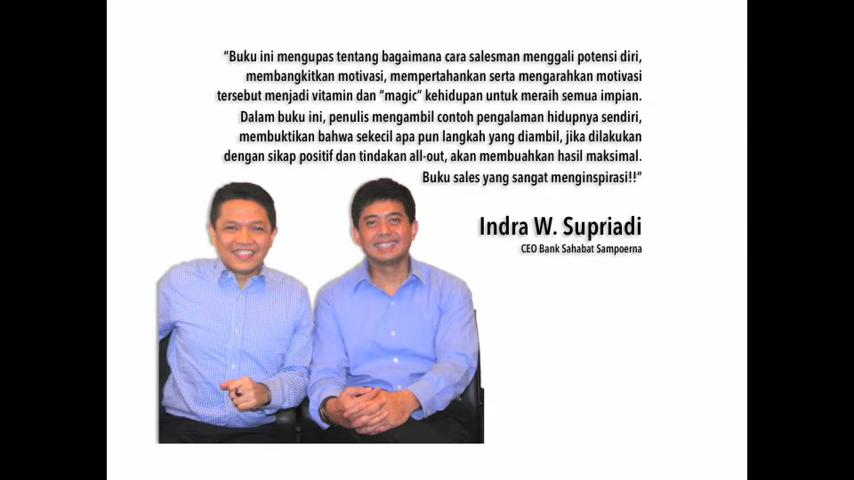 “Buku ini mengupas tentang bagaimana cara salesman menggali potensi diri,
membangkitkan motivasi, mempertahankan serta mengarahkan motivasi
tersebut menjadi vitamin dan “magic” kehidupan untuk meraih semua impian.
Dalam buku ini, penulis mengambil contoh pengalaman hidupnya sendiri,
membuktikan bahwa sekecil apa pun langkah yang diambil, jika dilakukan
dengan sikap positif dan tindakan all-out, akan membuahkan hasil maksimal.
Buku sales yang sangat menginspirasi!!”
Indra W. Supriadi
CEO Bank Sahabat Sampoerna